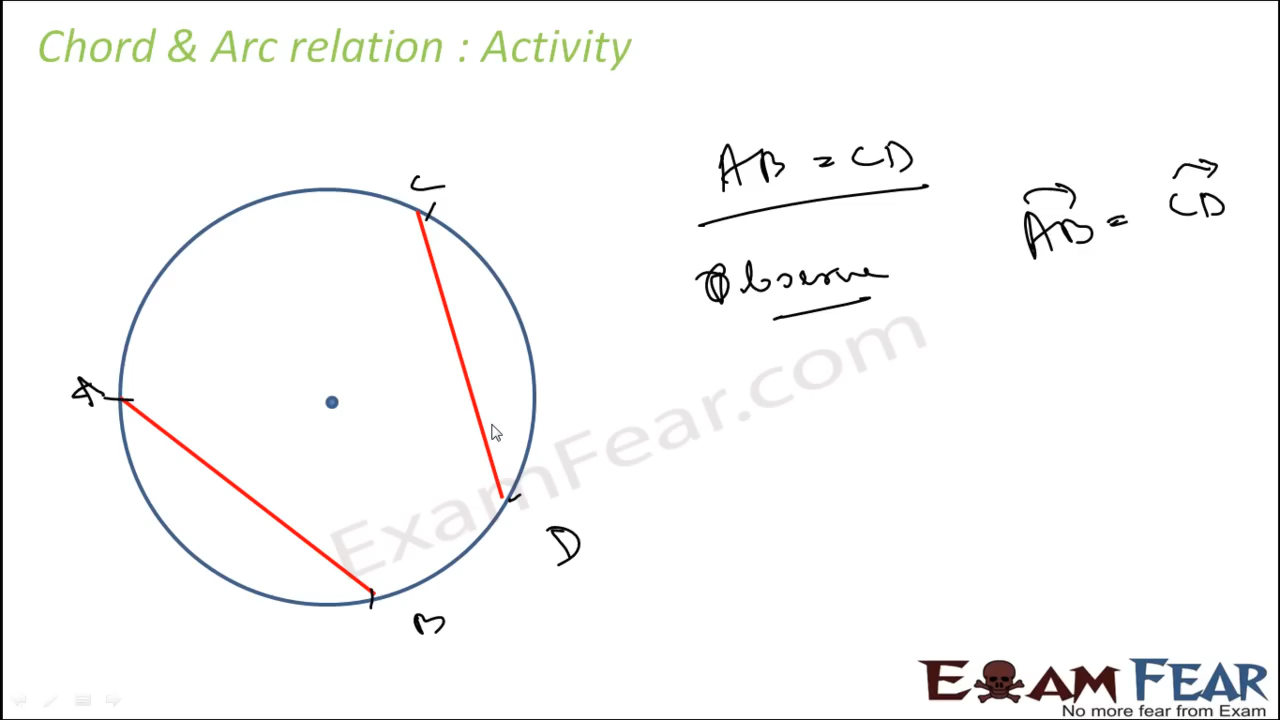 Chord & Arc relation : Activity
C
A
B
D
AB = CD
AB = CD
Observe
ExamFear.com
EXAM FEAR
No more fear from Exam